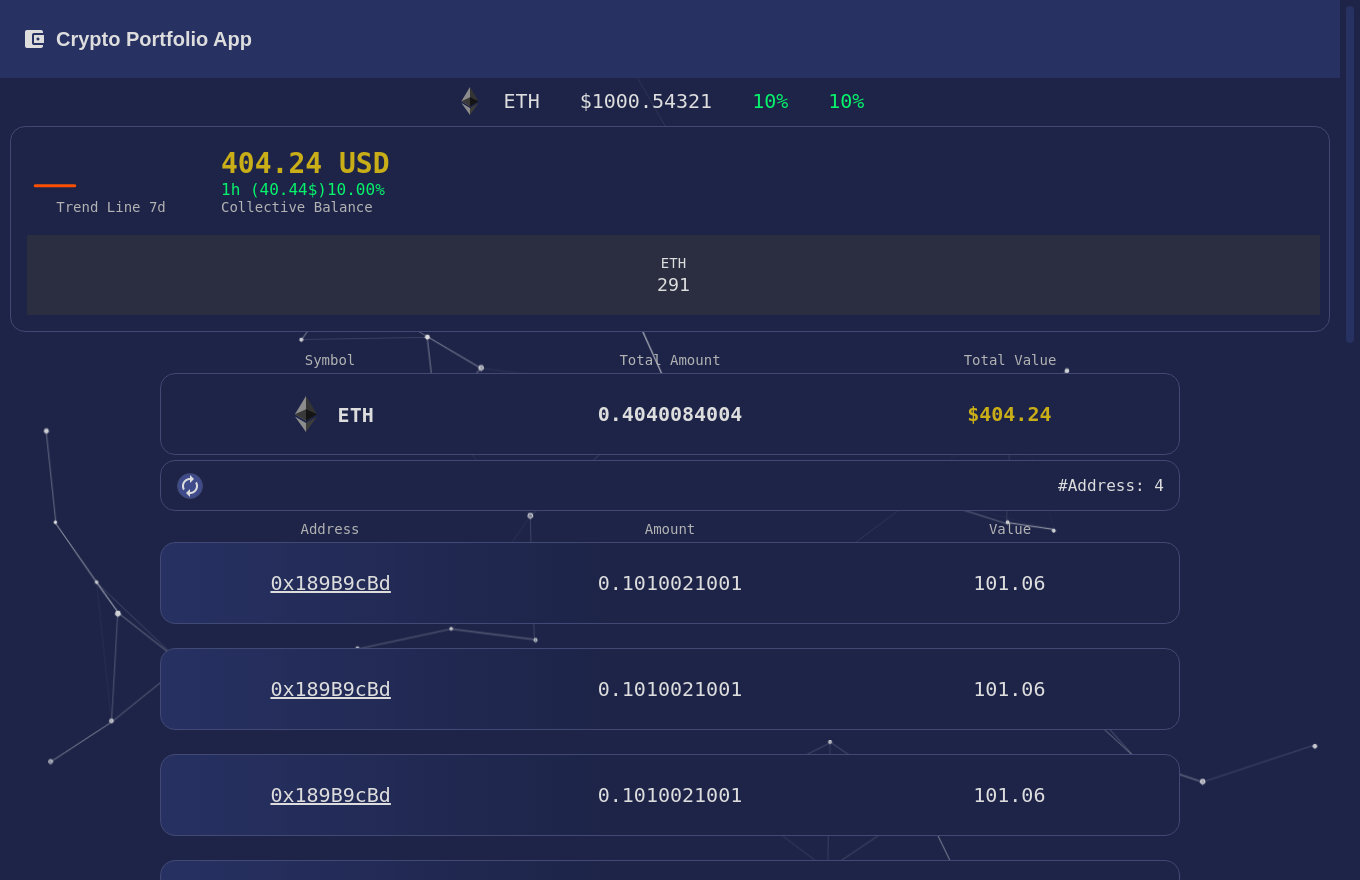 Crypto Portfolio App
ETH $1000.54321 10% 10%
404.24 USD
1h (40.44$)10.00%
Trend Line 7d Collective Balance
ETH
291
Symbol Total Amount Total Value
ETH 0.4040084004 $404.24
#Address: 4
Address Amount Value
0x189B9cBd 0.1010021001 101.06
0x189B9cBd 0.1010021001 101.06
0x189B9cBd 0.1010021001 101.06